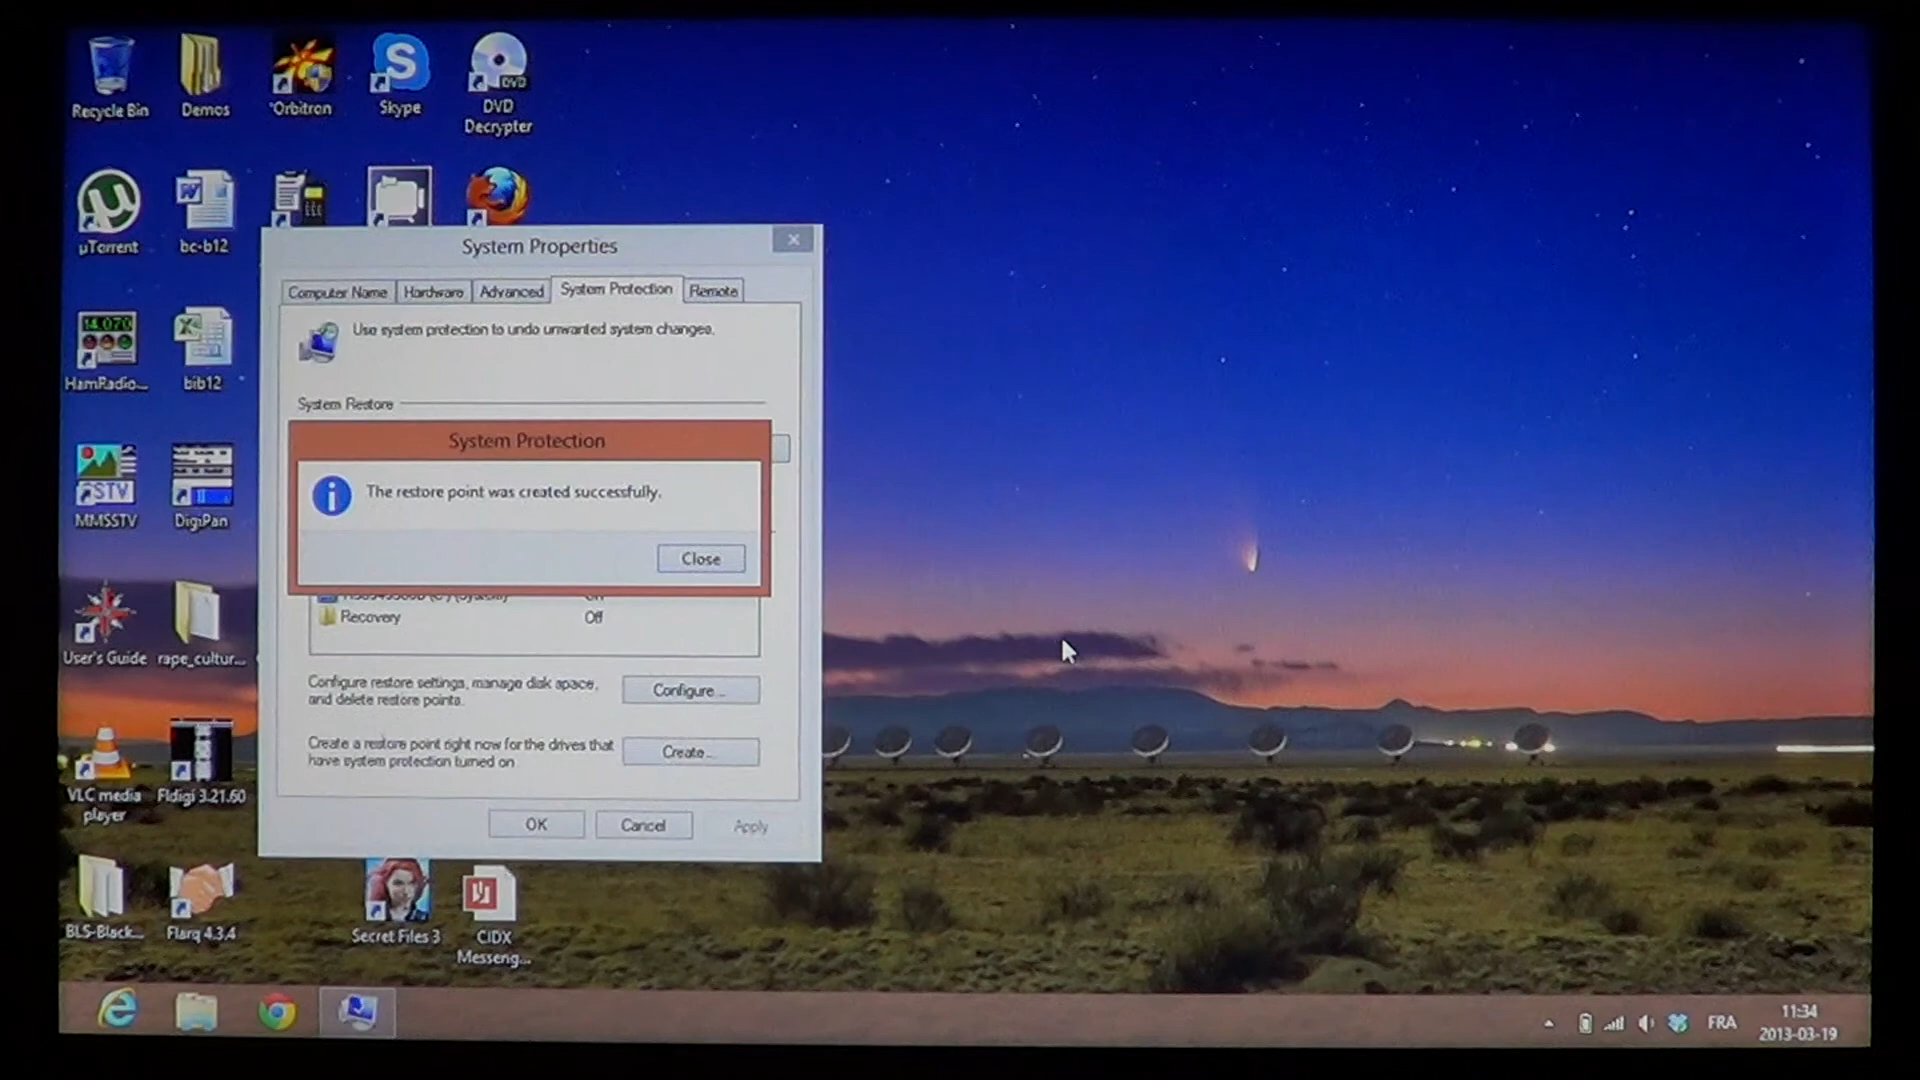 Recycle Bin
Demos
Orbitron
Skype
DVD
Decrypter
DVD
µTorrent
bc-b12
System Properties
Computer Name
Hardware
Advanced
System Protection
Remote
Use system protection to undo unwanted system changes.
14.070
HamRadio...
bib12
System Restore
System Protection
The restore point was created successfully.
Close
SSTV
MMSSTV
DigiPan
Recovery
Off
User's Guide
rape_cultur...
Configure restore settings, manage disk space,
and delete restore points.
Configure...
Create a restore point right now for the drives that
have system protection turned on
Create...
VLC media
player
Fldigi 3.21.60
OK
Cancel
Apply
BLS-Black...
Flarq 4.3.4
Secret Files 3
CIDX
Messeng...
FRA
11:34
2013-03-19